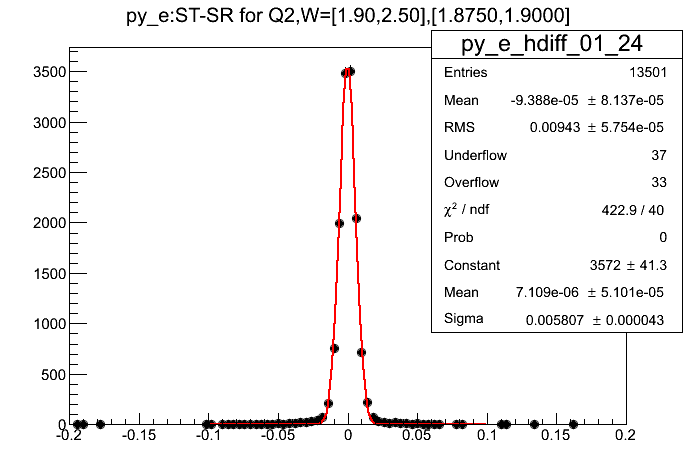 py_e:ST-SR for Q2,W=[1.90,2.50],[1.8750,1.9000]
py_e_hdiff_01_24
Entries 13501
Mean -9.388e-05 ± 8.137e-05
RMS 0.00943 ± 5.754e-05
Underflow 37
Overflow 33
χ² / ndf 422.9 / 40
Prob 0
Constant 3572 ± 41.3
Mean 7.109e-06 ± 5.101e-05
Sigma 0.005807 ± 0.000043
3500
3000
2500
2000
1500
1000
500
0
-0.2 -0.15 -0.1 -0.05 0 0.05 0.1 0.15 0.2